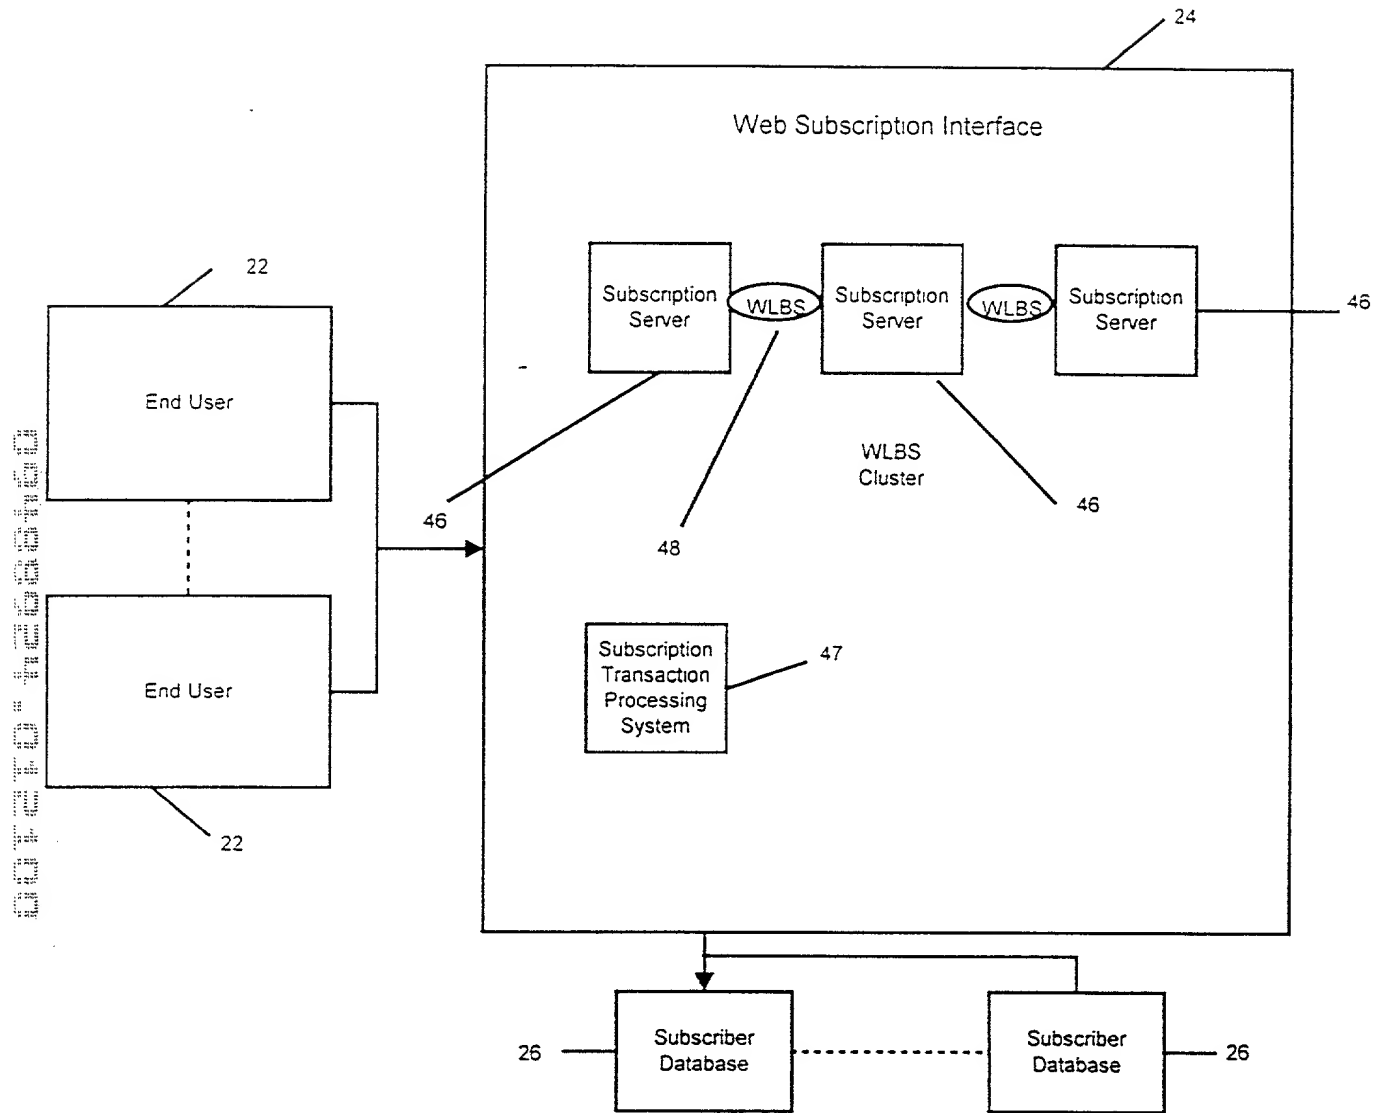 24
Web Subscription Interface
22
Subscription
Server
WLBS
Subscription
Server
WLBS
Subscription
Server
46
End User
WLBS
Cluster
46
48
46
End User
Subscription
Transaction
Processing
System
47
22
26
Subscriber
Database
Subscriber
Database
26